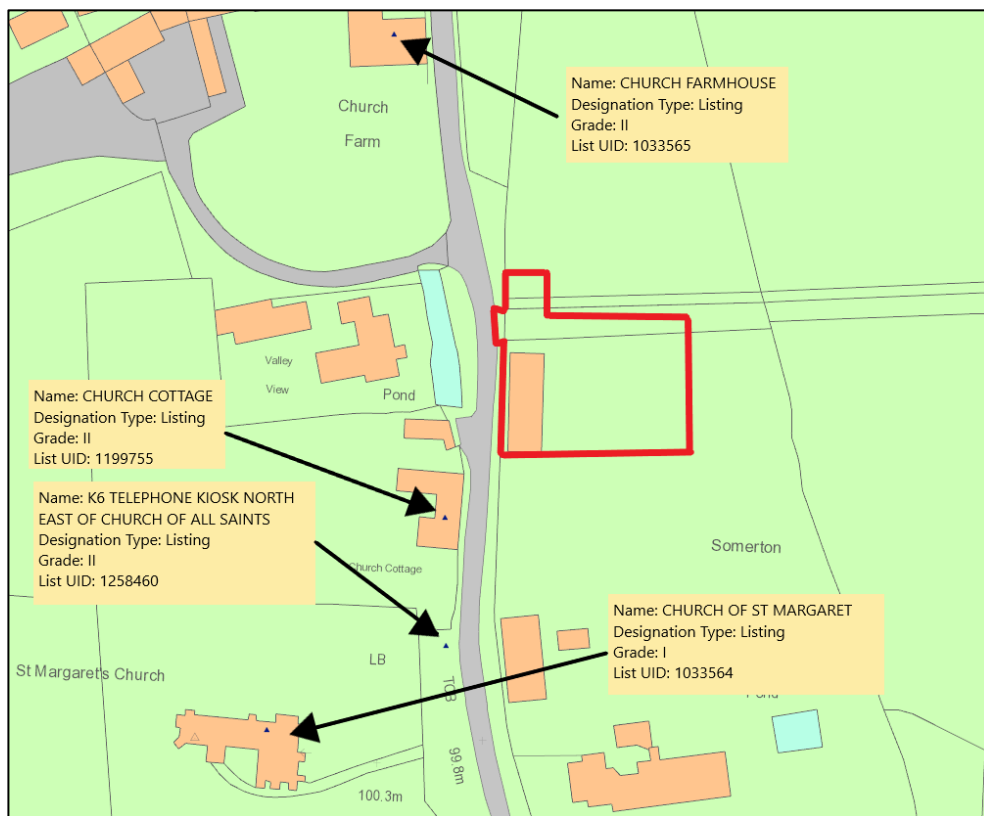 Name: CHURCH FARMHOUSE
Designation Type: Listing
Grade: II
List UID: 1033565
Church
Farm
Valley
View
Pond
Name: CHURCH COTTAGE
Designation Type: Listing
Grade: II
List UID: 1199755
Name: K6 TELEPHONE KIOSK NORTH
EAST OF CHURCH OF ALL SAINTS
Designation Type: Listing
Grade: II
List UID: 1258460
Church Cottage
Somerton
Name: CHURCH OF ST MARGARET
Designation Type: Listing
Grade: I
List UID: 1033564
LB
St Margaret's Church
TCB
99.8m
100.3m